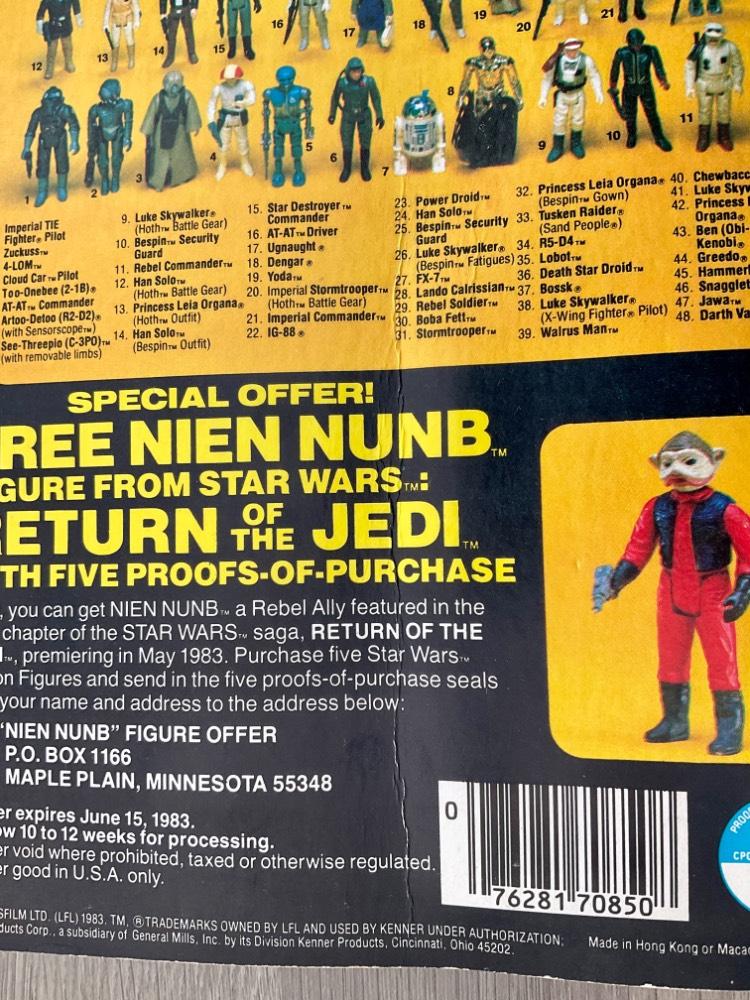 12 13 14 15 16 17 18 19 20 21
1 2 3 4 5 6 7 8 9 10 11
Imperial TIE
Fighter® Pilot
Zuckuss™
4-LOM™
Cloud Car™ Pilot
Too-Onebee (2-1B)®
AT-AT™ Commander
Artoo-Detoo (R2-D2)®
(with Sensorscope™)
See-Threepio (C-3PO)™
(with removable limbs)
9. Luke Skywalker®
(Hoth™ Battle Gear)
10. Bespin™ Security
Guard
11. Rebel Commander™
12. Han Solo™
(Hoth™ Battle Gear)
13. Princess Leia Organa®
(Hoth™ Outfit)
14. Han Solo™
(Bespin™ Outfit)
15. Star Destroyer™
Commander
16. AT-AT™ Driver
17. Ugnaught®
18. Dengar®
19. Yoda™
20. Imperial Stormtrooper™
(Hoth™ Battle Gear)
21. Imperial Commander™
22. IG-88®
23. Power Droid™
24. Han Solo™
25. Bespin™ Security
Guard
26. Luke Skywalker®
(Bespin™ Fatigues)
27. FX-7™
28. Lando Calrissian™
29. Rebel Soldier™
30. Boba Fett™
31. Stormtrooper™
32. Princess Leia Organa®
(Bespin™ Gown)
33. Tusken Raider®
(Sand People®)
34. R5-D4™
35. Lobot™
36. Death Star Droid™
37. Bossk®
38. Luke Skywalker®
(X-Wing Fighter® Pilot)
39. Walrus Man™
40. Chewbacc
41. Luke Sky
42. Princess
Organa®
43. Ben (Obi-
Kenobi®
44. Greedo®
45. Hammer
46. Snagglet
47. Jawa™
48. Darth Va
SPECIAL OFFER!
REE NIEN NUNB™
GURE FROM STAR WARS™:
ETURN OF THE JEDI™
TH FIVE PROOFS-OF-PURCHASE
, you can get NIEN NUNB™ a Rebel Ally featured in the
chapter of the STAR WARS™ saga, RETURN OF THE
I™, premiering in May 1983. Purchase five Star Wars™
on Figures and send in the five proofs-of-purchase seals
your name and address to the address below:
"NIEN NUNB" FIGURE OFFER
P.O. BOX 1166
MAPLE PLAIN, MINNESOTA 55348
er expires June 15, 1983.
ow 10 to 12 weeks for processing.
er void where prohibited, taxed or otherwise regulated.
er good in U.S.A. only.
0 76281 70850
PROO
CPC
SFILM LTD. (LFL) 1983. TM, ® TRADEMARKS OWNED BY LFL AND USED BY KENNER UNDER AUTHORIZATION;
ducts Corp., a subsidiary of General Mills, Inc. by its Division Kenner Products, Cincinnati, Ohio 45202.
Made in Hong Kong or Macao